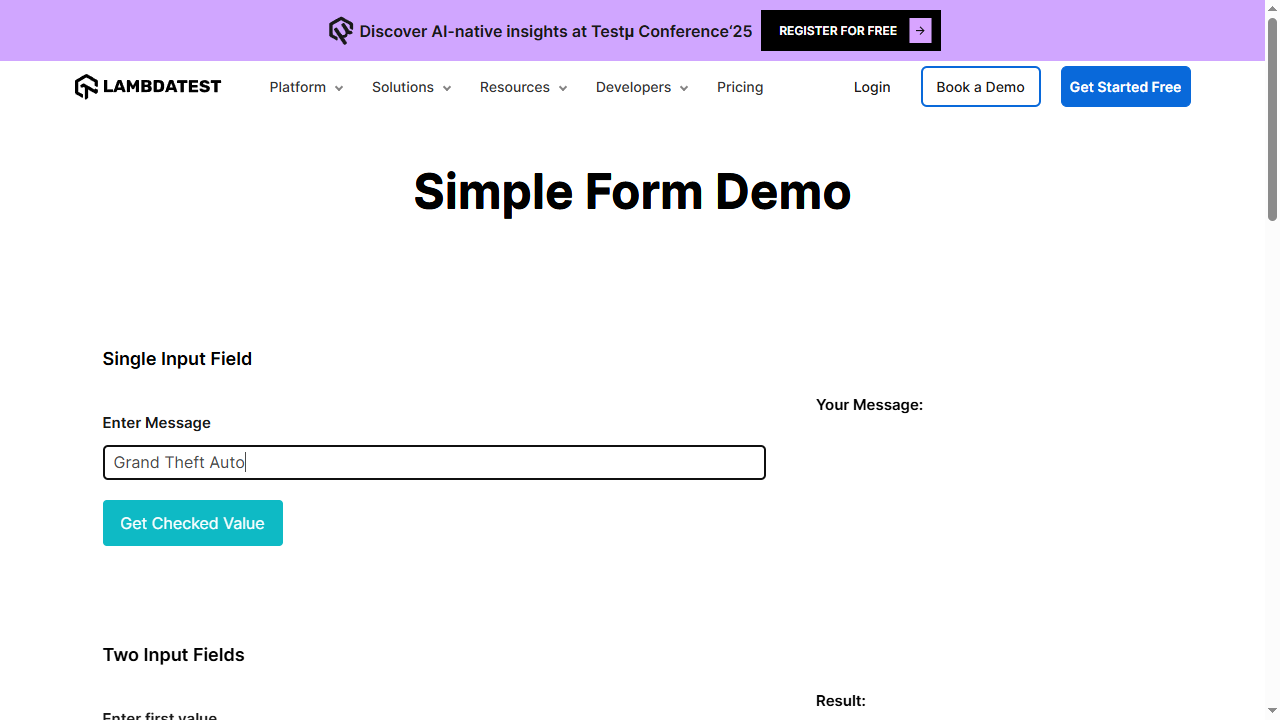 Discover AI-native insights at Testμ Conference‘25
REGISTER FOR FREE
LAMBDATEST
Platform
Solutions
Resources
Developers
Pricing
Login
Book a Demo
Get Started Free
Simple Form Demo
Single Input Field
Your Message:
Enter Message
Grand Theft Auto
Get Checked Value
Two Input Fields
Result:
Enter first value